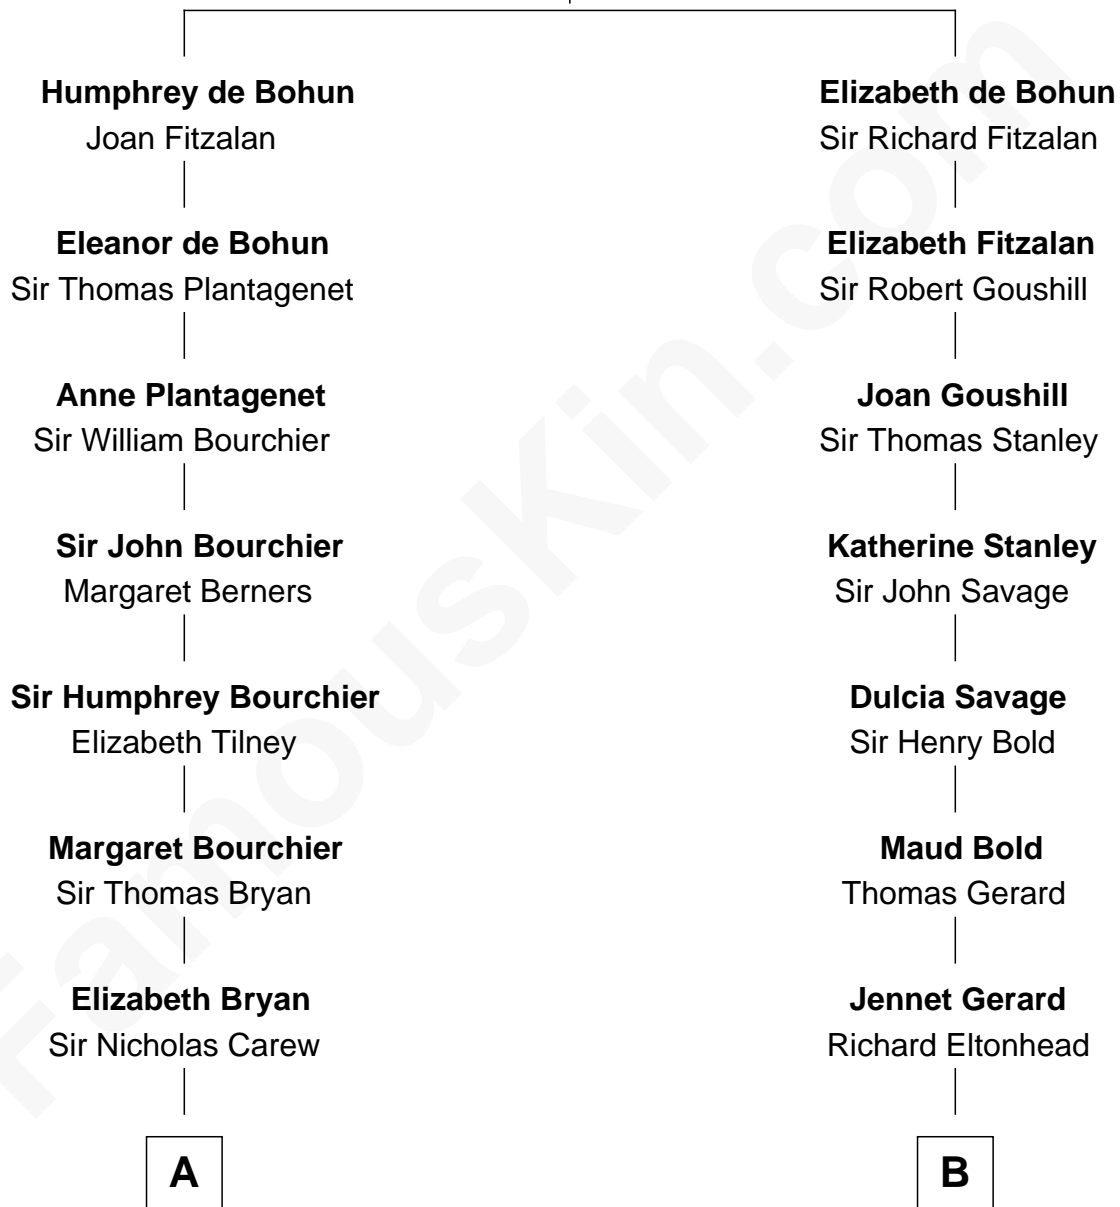 Humphrey de Bohun
Joan Fitzalan
Eleanor de Bohun
Sir Thomas Plantagenet
Anne Plantagenet
Sir William Bourchier
Sir John Bourchier
Margaret Berners
Sir Humphrey Bourchier
Elizabeth Tilney
Margaret Bourchier
Sir Thomas Bryan
Elizabeth Bryan
Sir Nicholas Carew
A
Elizabeth de Bohun
Sir Richard Fitzalan
Elizabeth Fitzalan
Sir Robert Goushill
Joan Goushill
Sir Thomas Stanley
Katherine Stanley
Sir John Savage
Dulcia Savage
Sir Henry Bold
Maud Bold
Thomas Gerard
Jennet Gerard
Richard Eltonhead
B
FamousKin.com